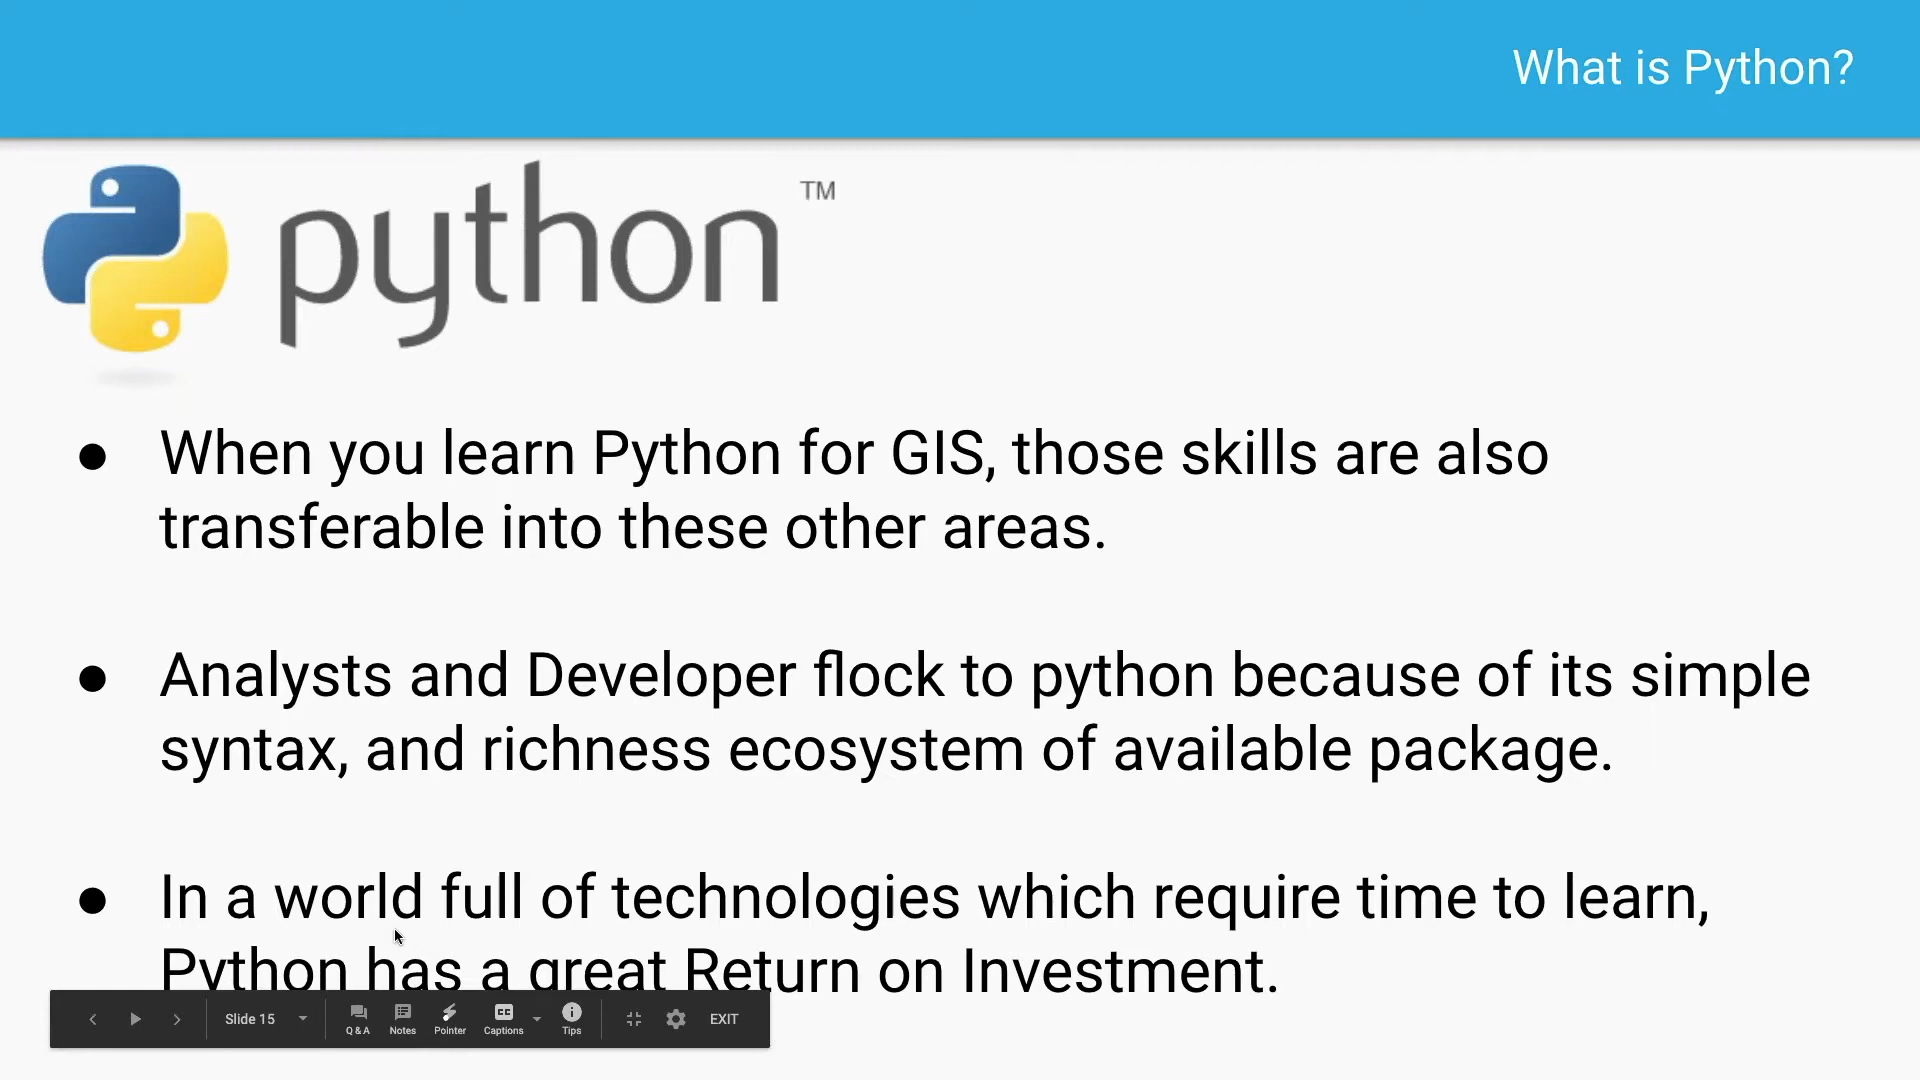 What is Python?
python TM
● When you learn Python for GIS, those skills are also
transferable into these other areas.
● Analysts and Developer flock to python because of its simple
syntax, and richness ecosystem of available package.
● In a world full of technologies which require time to learn,
Python has a great Return on Investment.
Slide 15 Q & A Notes Pointer CC Captions Tips EXIT